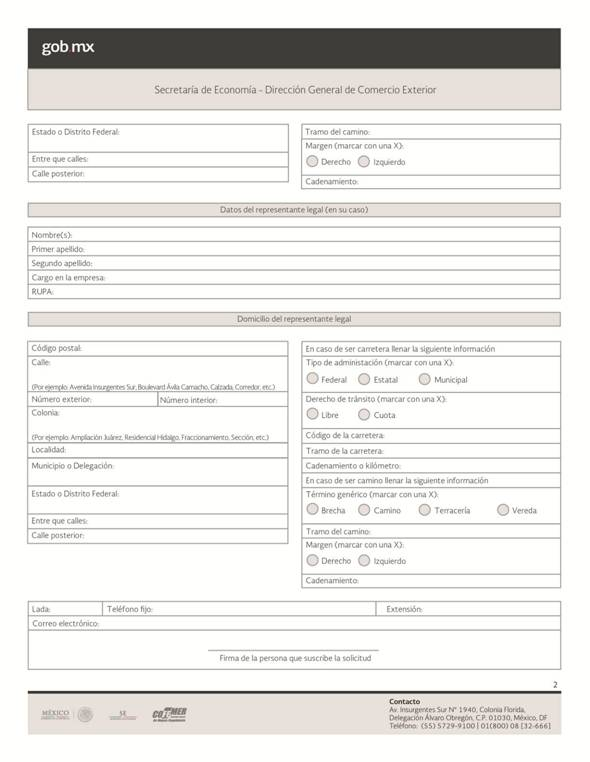 gob.mx
Secretaría de Economía - Dirección General de Comercio Exterior
Estado o Distrito Federal:
Entre que calles:
Calle posterior:
Tramo del camino:
Margen (marcar con una X):
Derecho Izquierdo
Cadenamiento:
Datos del representante legal (en su caso)
Nombre(s):
Primer apellido:
Segundo apellido:
Cargo en la empresa:
RUPA:
Domicilio del representante legal
Código postal:
Calle:
(Por ejemplo: Avenida Insurgentes Sur, Boulevard Ávila Camacho, Calzada, Corredor, etc.)
Número exterior: Número interior:
Colonia:
(Por ejemplo: Ampliación Juárez, Residencial Hidalgo, Fraccionamiento, Sección, etc.)
Localidad:
Municipio o Delegación:
Estado o Distrito Federal:
Entre que calles:
Calle posterior:
En caso de ser carretera llenar la siguiente información
Tipo de administación (marcar con una X):
Federal Estatal Municipal
Derecho de tránsito (marcar con una X):
Libre Cuota
Código de la carretera:
Tramo de la carretera:
Cadenamiento o kilómetro:
En caso de ser camino llenar la siguiente información
Término genérico (marcar con una X):
Brecha Camino Terracería Vereda
Tramo del camino:
Margen (marcar con una X):
Derecho Izquierdo
Cadenamiento:
Lada: Teléfono fijo: Extensión:
Correo electrónico:
Firma de la persona que suscribe la solicitud
2
MÉXICO
SE
COFEMER
Contacto
Av. Insurgentes Sur N° 1940, Colonia Florida,
Delegación Álvaro Obregón, C.P. 01030, México, DF
Teléfono: (55) 5729-9100 | 01(800) 08 [32-666]